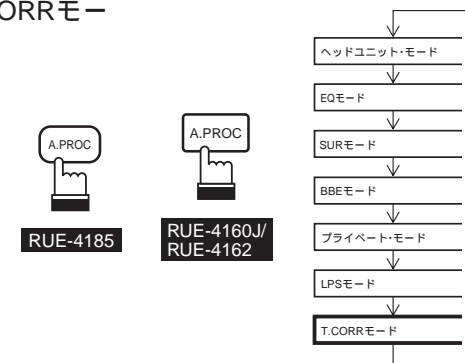 ORRモー
A.PROC
RUE-4185
A.PROC
RUE-4160J/
RUE-4162
ヘッドユニット・モード
EQモード
SURモード
BBEモード
プライベート・モード
LPSモード
T.CORRモード